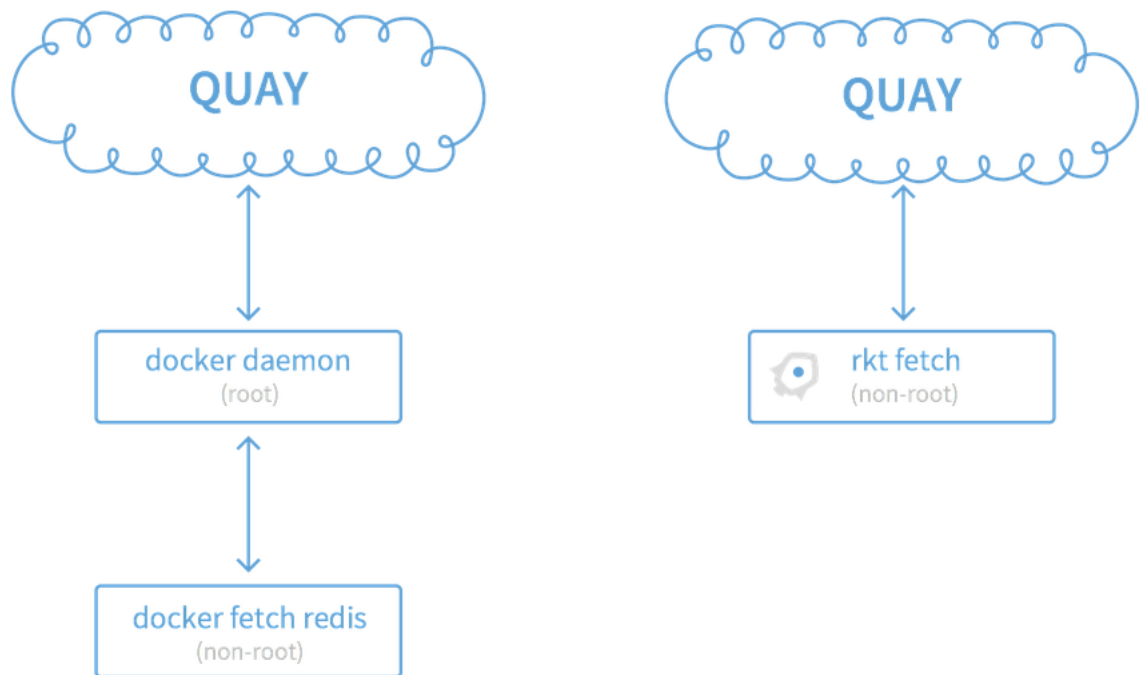 QUAY
docker daemon
(root)
docker fetch redis
(non-root)
QUAY
rkt fetch
(non-root)